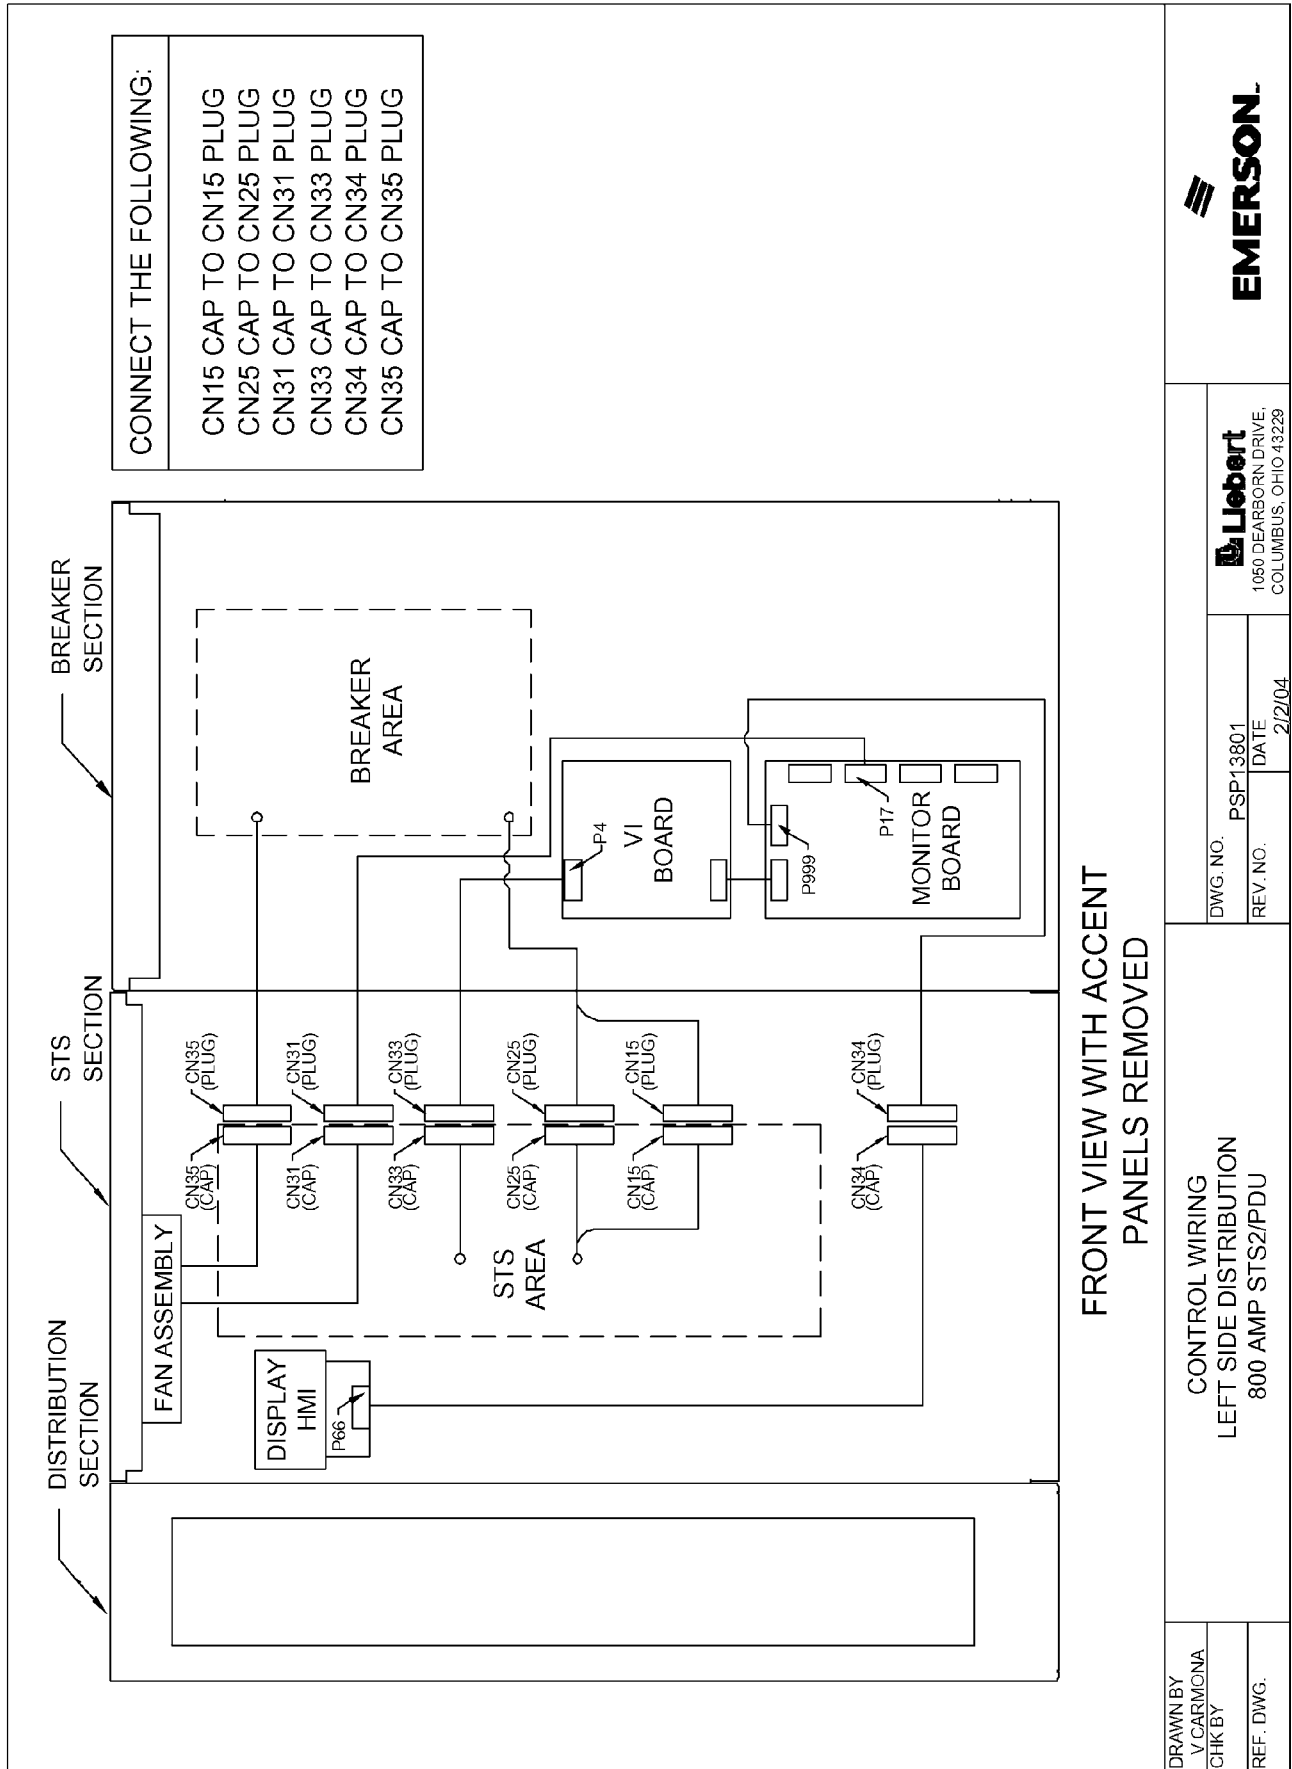 DISTRIBUTION
SECTION
STS
SECTION
BREAKER
SECTION
CONNECT THE FOLLOWING:
CN15 CAP TO CN15 PLUG
CN25 CAP TO CN25 PLUG
CN31 CAP TO CN31 PLUG
CN33 CAP TO CN33 PLUG
CN34 CAP TO CN34 PLUG
CN35 CAP TO CN35 PLUG
FAN ASSEMBLY
DISPLAY
HMI
P66
CN35
(CAP)
CN35
(PLUG)
CN31
(CAP)
CN31
(PLUG)
CN33
(CAP)
CN33
(PLUG)
STS
AREA
CN25
(CAP)
CN25
(PLUG)
CN15
(CAP)
CN15
(PLUG)
CN34
(CAP)
CN34
(PLUG)
BREAKER
AREA
P4
VI
BOARD
P999
P17
MONITOR
BOARD
FRONT VIEW WITH ACCENT
PANELS REMOVED
DRAWN BY
V CARMONA
CHK BY
REF. DWG.
CONTROL WIRING
LEFT SIDE DISTRIBUTION
800 AMP STS2/PDU
DWG. NO.
PSP13801
REV. NO.
DATE
2/2/04
Liebert
1050 DEARBORN DRIVE,
COLUMBUS, OHIO 43229
EMERSON.